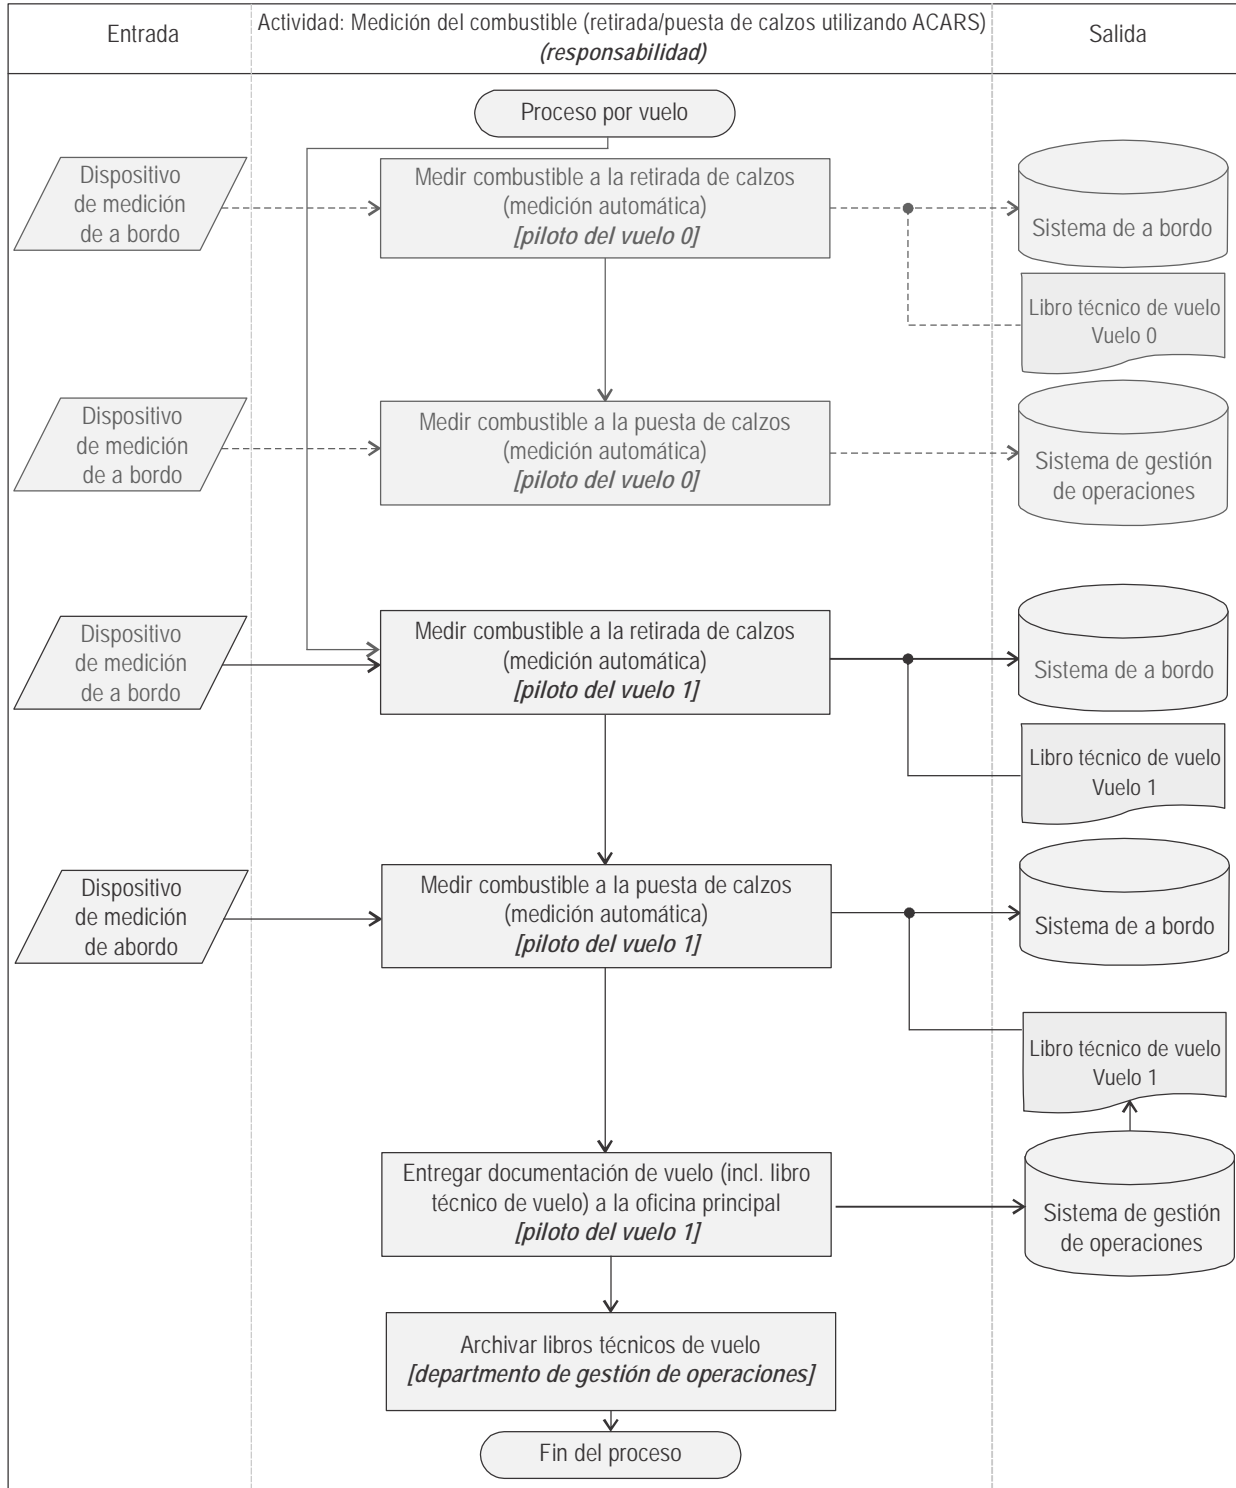 Entrada
Actividad: Medición del combustible (retirada/puesta de calzos utilizando ACARS)
(responsabilidad)
Salida
Proceso por vuelo
Dispositivo
de medición
de a bordo
Medir combustible a la retirada de calzos
(medición automática)
[piloto del vuelo 0]
Sistema de a bordo
Libro técnico de vuelo
Vuelo 0
Dispositivo
de medición
de a bordo
Medir combustible a la puesta de calzos
(medición automática)
[piloto del vuelo 0]
Sistema de gestión
de operaciones
Dispositivo
de medición
de a bordo
Medir combustible a la retirada de calzos
(medición automática)
[piloto del vuelo 1]
Sistema de a bordo
Libro técnico de vuelo
Vuelo 1
Dispositivo
de medición
de abordo
Medir combustible a la puesta de calzos
(medición automática)
[piloto del vuelo 1]
Sistema de a bordo
Libro técnico de vuelo
Vuelo 1
Entregar documentación de vuelo (incl. libro
técnico de vuelo) a la oficina principal
[piloto del vuelo 1]
Sistema de gestión
de operaciones
Archivar libros técnicos de vuelo
[departmento de gestión de operaciones]
Fin del proceso